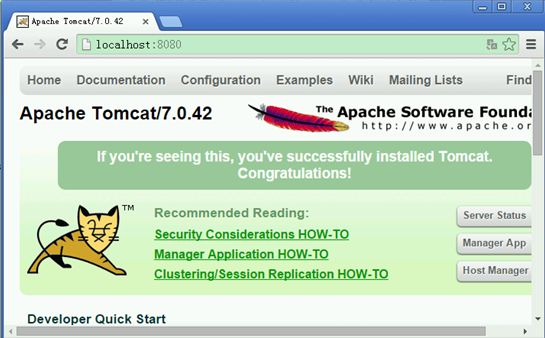 Apache Tomcat/7.0.42
localhost:8080
Home Documentation Configuration Examples Wiki Mailing Lists Find
Apache Tomcat/7.0.42
The Apache Software Founda
http://www.apache.or
If you're seeing this, you've successfully installed Tomcat.
Congratulations!
TM
Recommended Reading:
Security Considerations HOW-TO
Manager Application HOW-TO
Clustering/Session Replication HOW-TO
Server Status
Manager App
Host Manager
Developer Quick Start